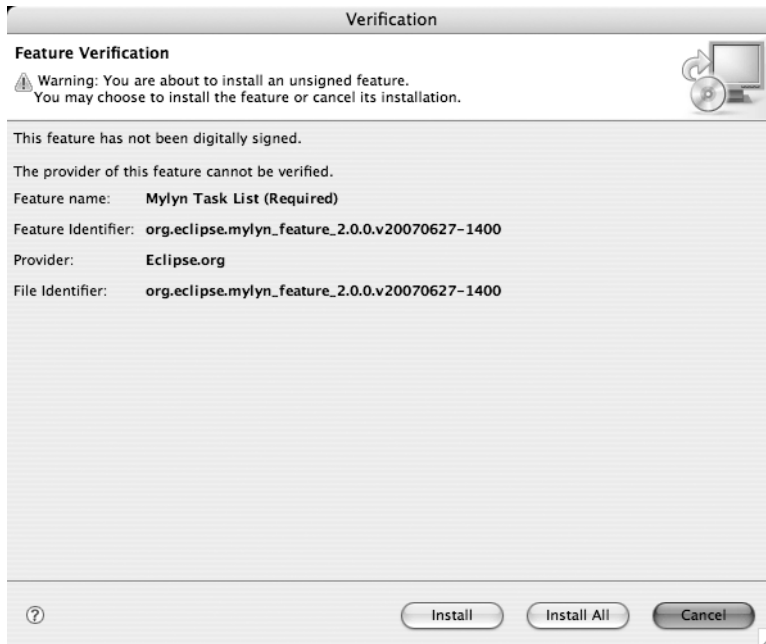 Verification
Feature Verification
Warning: You are about to install an unsigned feature.
You may choose to install the feature or cancel its installation.
This feature has not been digitally signed.
The provider of this feature cannot be verified.
Feature name: Mylyn Task List (Required)
Feature Identifier: org.eclipse.mylyn_feature_2.0.0.v20070627-1400
Provider: Eclipse.org
File Identifier: org.eclipse.mylyn_feature_2.0.0.v20070627-1400
? Install Install All Cancel